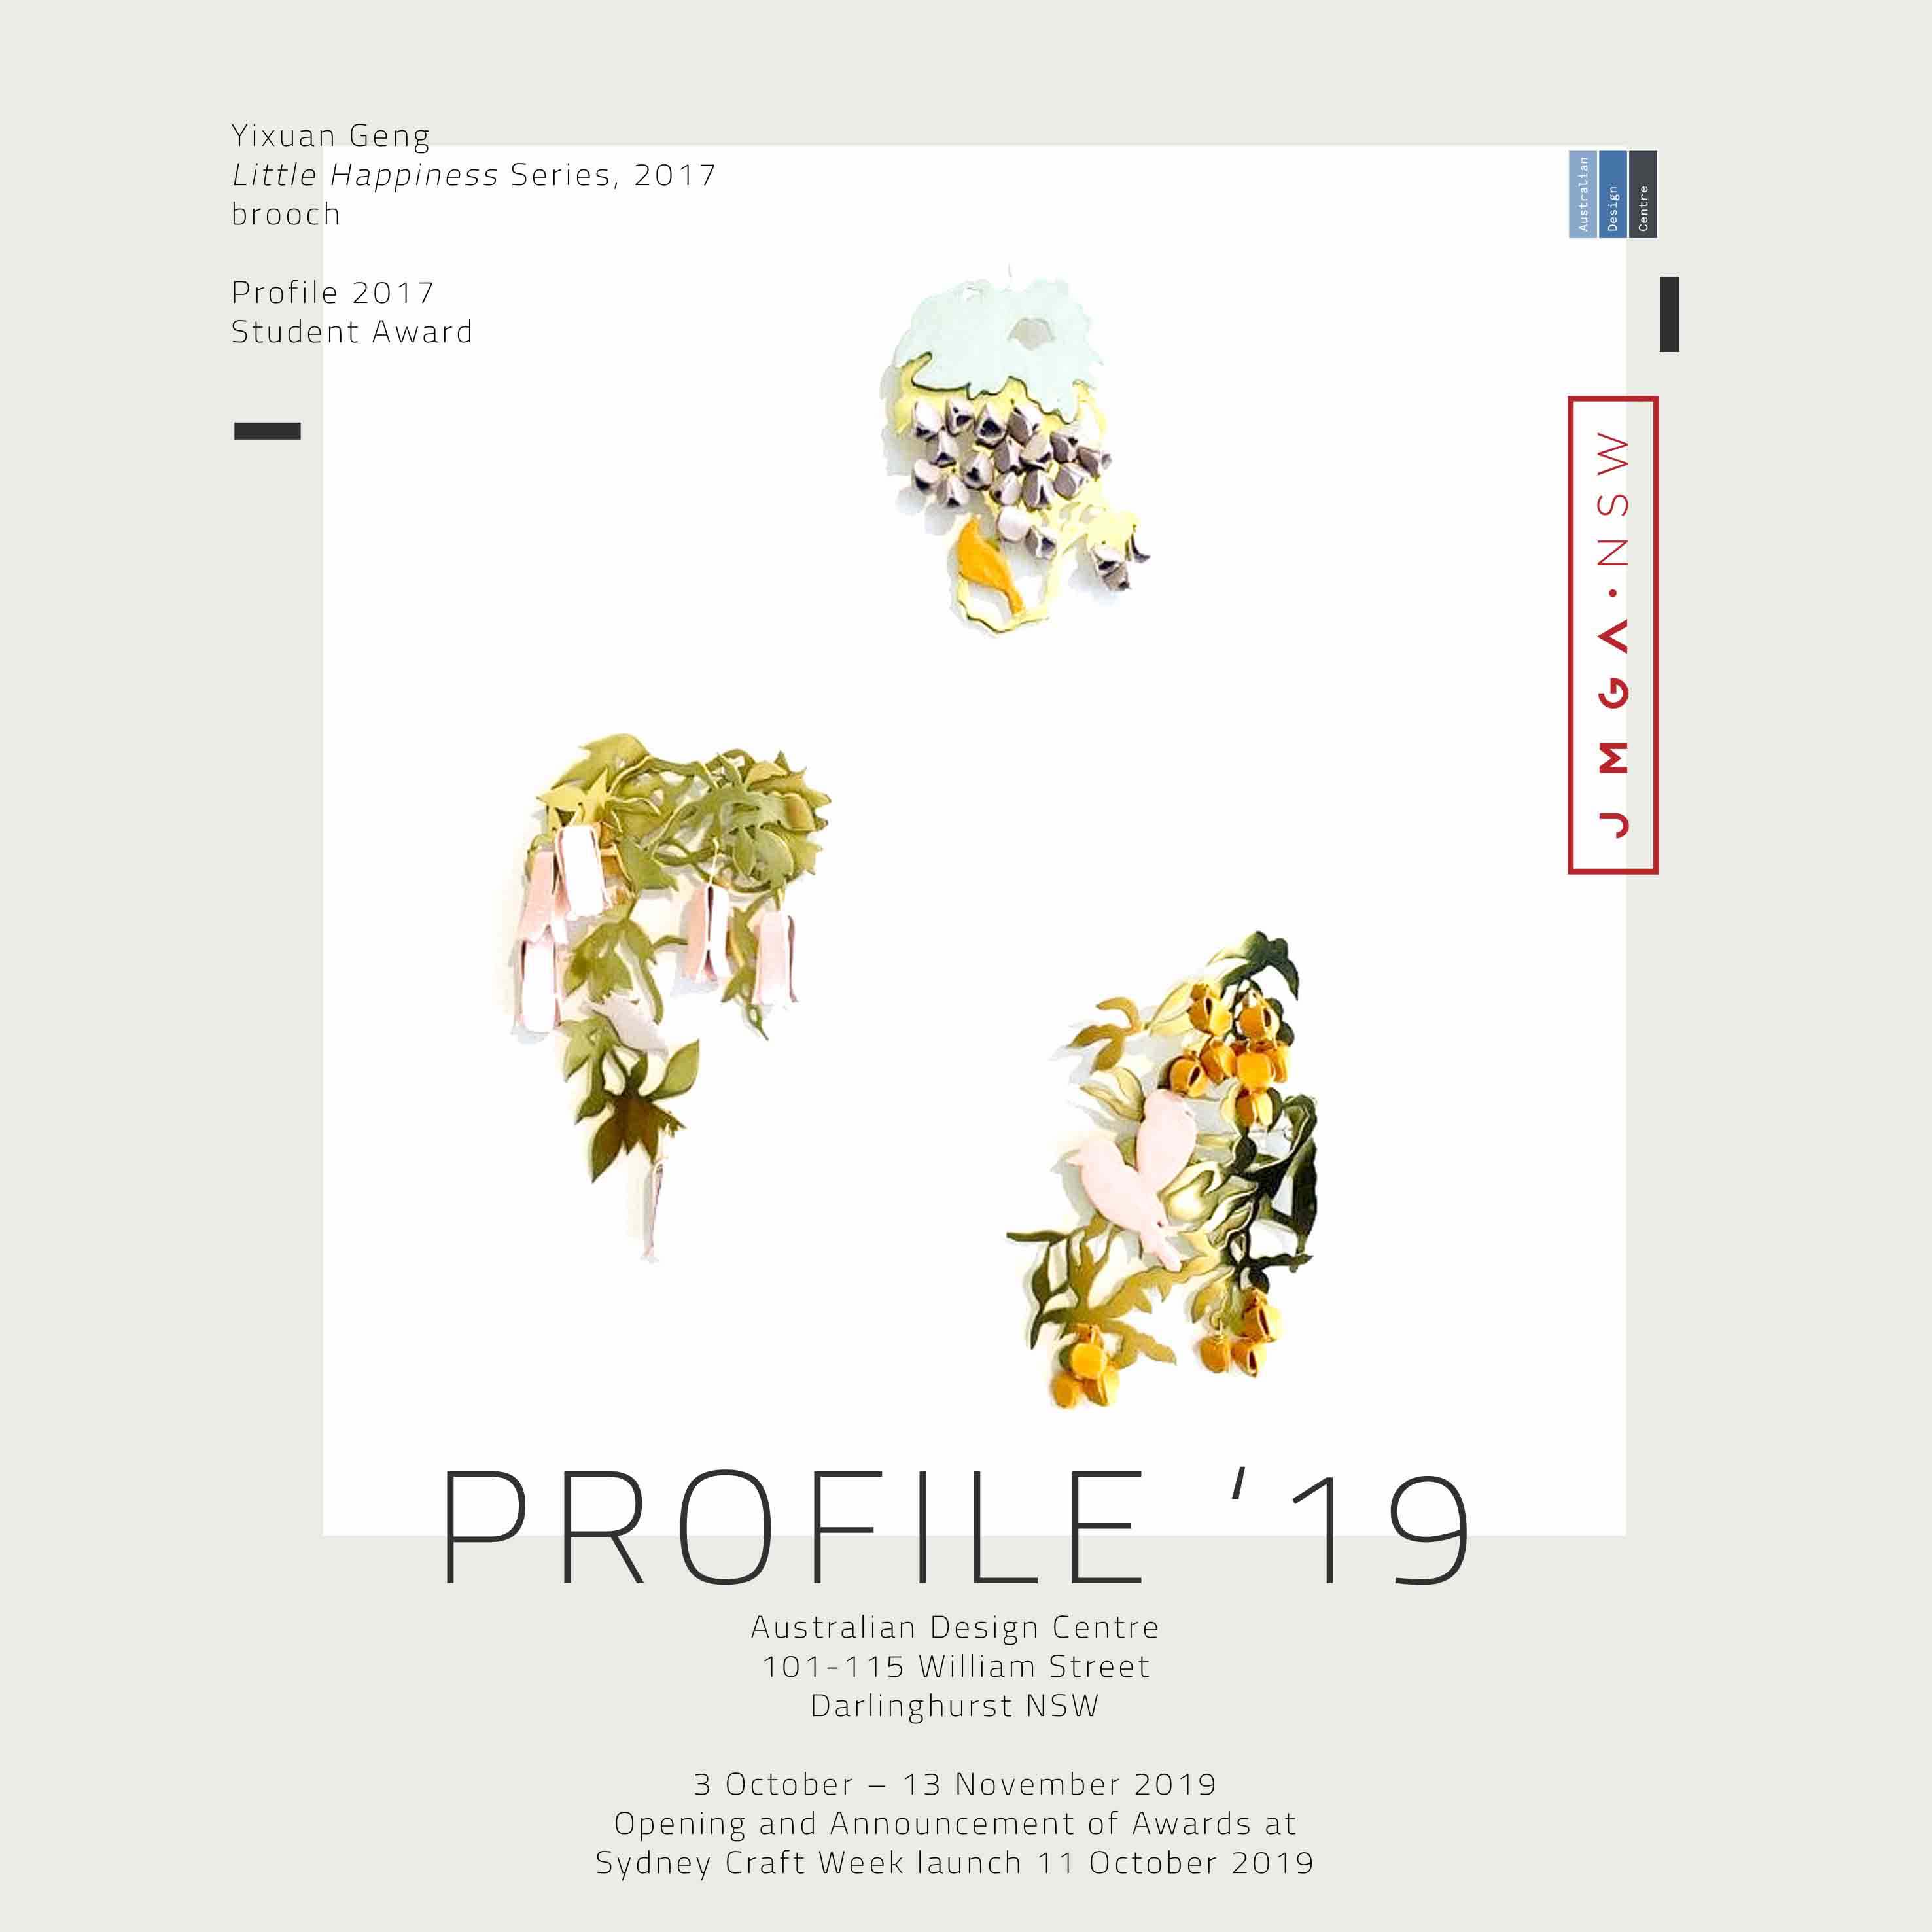 Yixuan Geng
Little Happiness Series, 2017
brooch
Profile 2017
Student Award
Australian
Design
Centre
JMGA·NSW
PROFILE ‘19
Australian Design Centre
101-115 William Street
Darlinghurst NSW
3 October – 13 November 2019
Opening and Announcement of Awards at
Sydney Craft Week launch 11 October 2019